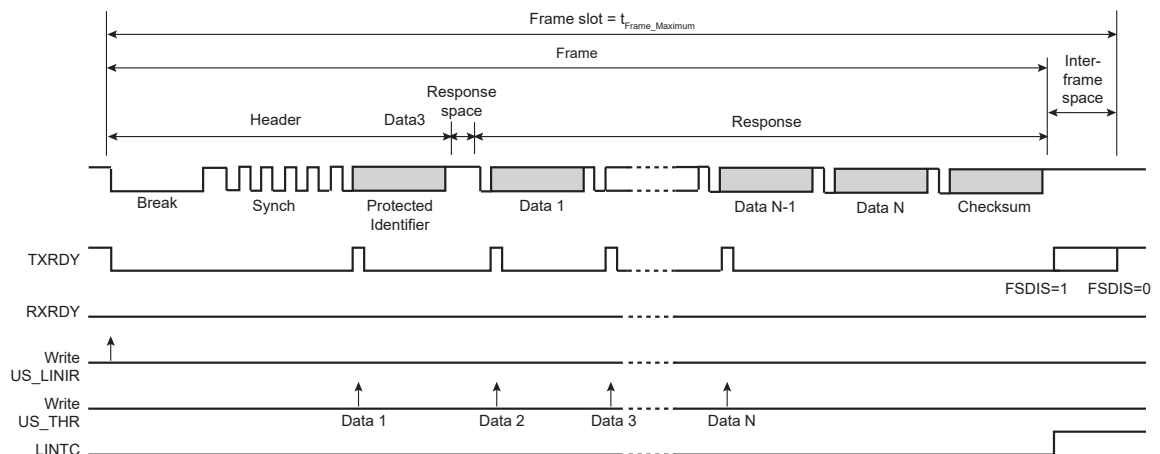 Frame slot = tFrame_Maximum
Frame
Inter-
frame
space
Response
space
Header
Data3
Response
Break
Synch
Protected
Identifier
Data 1
Data N-1
Data N
Checksum
TXRDY
FSDIS=1
FSDIS=0
RXRDY
Write
US_LINIR
Write
US_THR
Data 1
Data 2
Data 3
Data N
LINTC